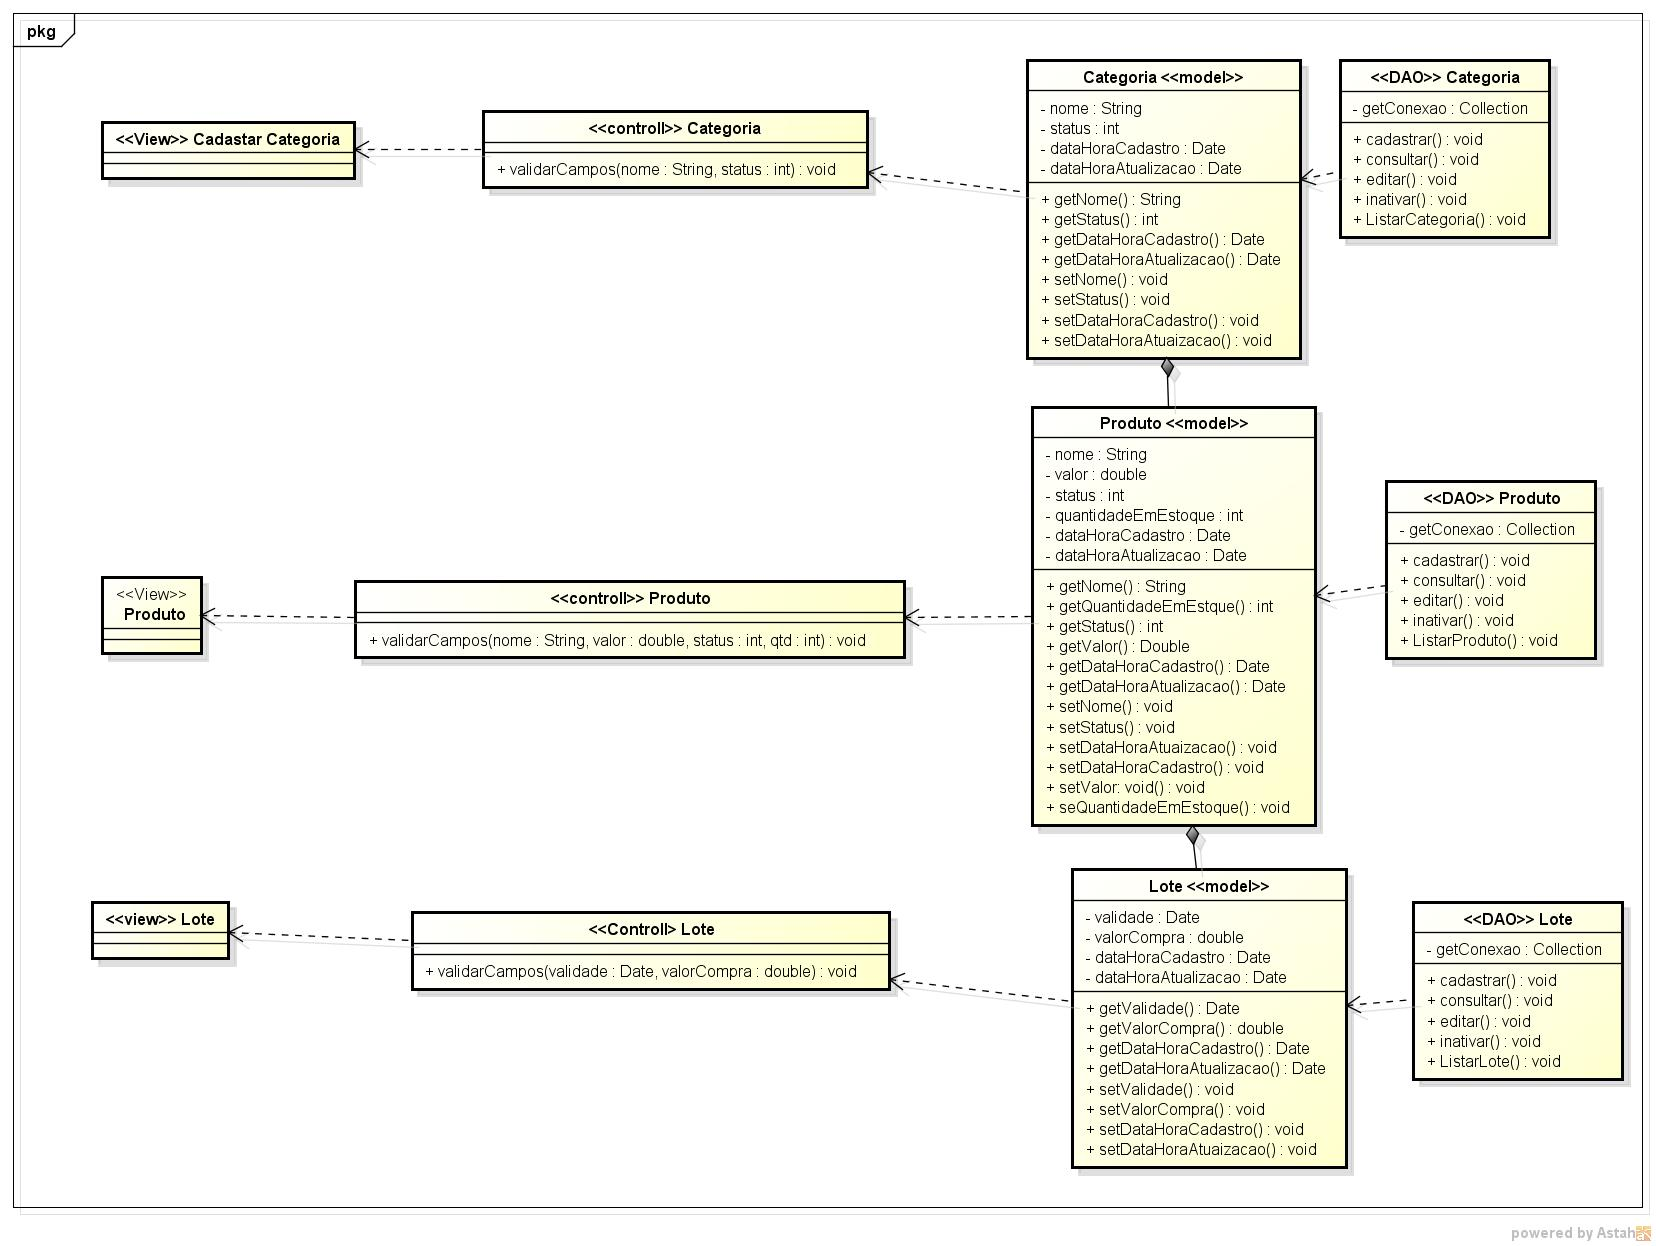 pkg
<<View>> Cadastar Categoria
<<controll>> Categoria
+ validarCampos(nome : String, status : int) : void
Categoria <<model>>
- nome : String
- status : int
- dataHoraCadastro : Date
- dataHoraAtualizacao : Date
+ getNome() : String
+ getStatus() : int
+ getDataHoraCadastro() : Date
+ getDataHoraAtualizacao() : Date
+ setNome() : void
+ setStatus() : void
+ setDataHoraCadastro() : void
+ setDataHoraAtuaizacao() : void
<<DAO>> Categoria
- getConexao : Collection
+ cadastrar() : void
+ consultar() : void
+ editar() : void
+ inativar() : void
+ ListarCategoria() : void
<<View>>
Produto
<<controll>> Produto
+ validarCampos(nome : String, valor : double, status : int, qtd : int) : void
Produto <<model>>
- nome : String
- valor : double
- status : int
- quantidadeEmEstoque : int
- dataHoraCadastro : Date
- dataHoraAtualizacao : Date
+ getNome() : String
+ getQuantidadeEmEstque() : int
+ getStatus() : int
+ getValor() : Double
+ getDataHoraCadastro() : Date
+ getDataHoraAtualizacao() : Date
+ setNome() : void
+ setStatus() : void
+ setDataHoraAtuaizacao() : void
+ setDataHoraCadastro() : void
+ setValor: void() : void
+ seQuantidadeEmEstoque() : void
<<DAO>> Produto
- getConexao : Collection
+ cadastrar() : void
+ consultar() : void
+ editar() : void
+ inativar() : void
+ ListarProduto() : void
<<view>> Lote
<<Controll> Lote
+ validarCampos(validade : Date, valorCompra : double) : void
Lote <<model>>
- validade : Date
- valorCompra : double
- dataHoraCadastro : Date
- dataHoraAtualizacao : Date
+ getValidade() : Date
+ getValorCompra() : double
+ getDataHoraCadastro() : Date
+ getDataHoraAtualizacao() : Date
+ setValidade() : void
+ setValorCompra() : void
+ setDataHoraCadastro() : void
+ setDataHoraAtuaizacao() : void
<<DAO>> Lote
- getConexao : Collection
+ cadastrar() : void
+ consultar() : void
+ editar() : void
+ inativar() : void
+ ListarLote() : void
powered by Astah